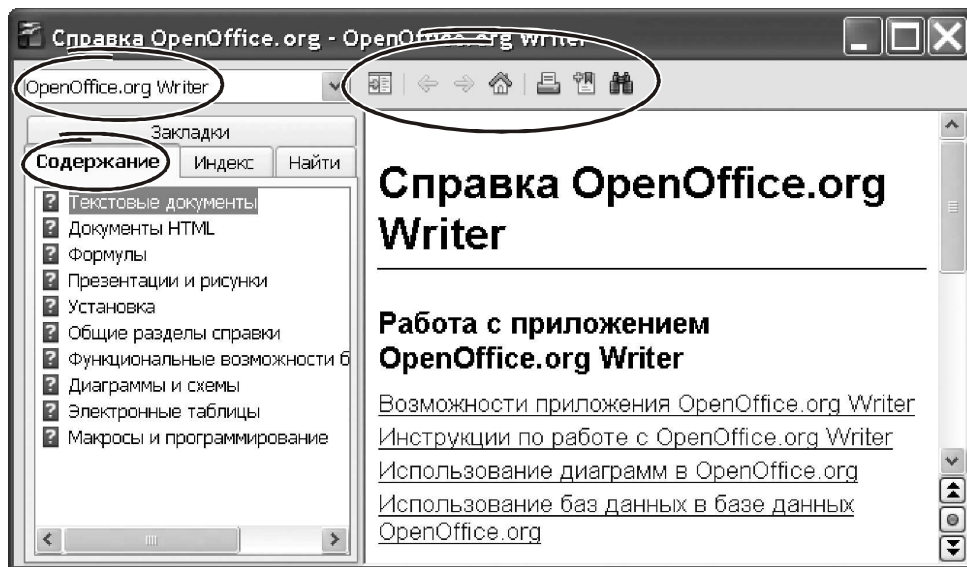 Справка OpenOffice.org - OpenOffice.org Writer
OpenOffice.org Writer
Закладки
Содержание Индекс Найти
Текстовые документы
Документы HTML
Формулы
Презентации и рисунки
Установка
Общие разделы справки
Функциональные возможности б
Диаграммы и схемы
Электронные таблицы
Макросы и программирование
Справка OpenOffice.org
Writer
Работа с приложением
OpenOffice.org Writer
Возможности приложения OpenOffice.org Writer
Инструкции по работе с OpenOffice.org Writer
Использование диаграмм в OpenOffice.org
Использование баз данных в базе данных
OpenOffice.org